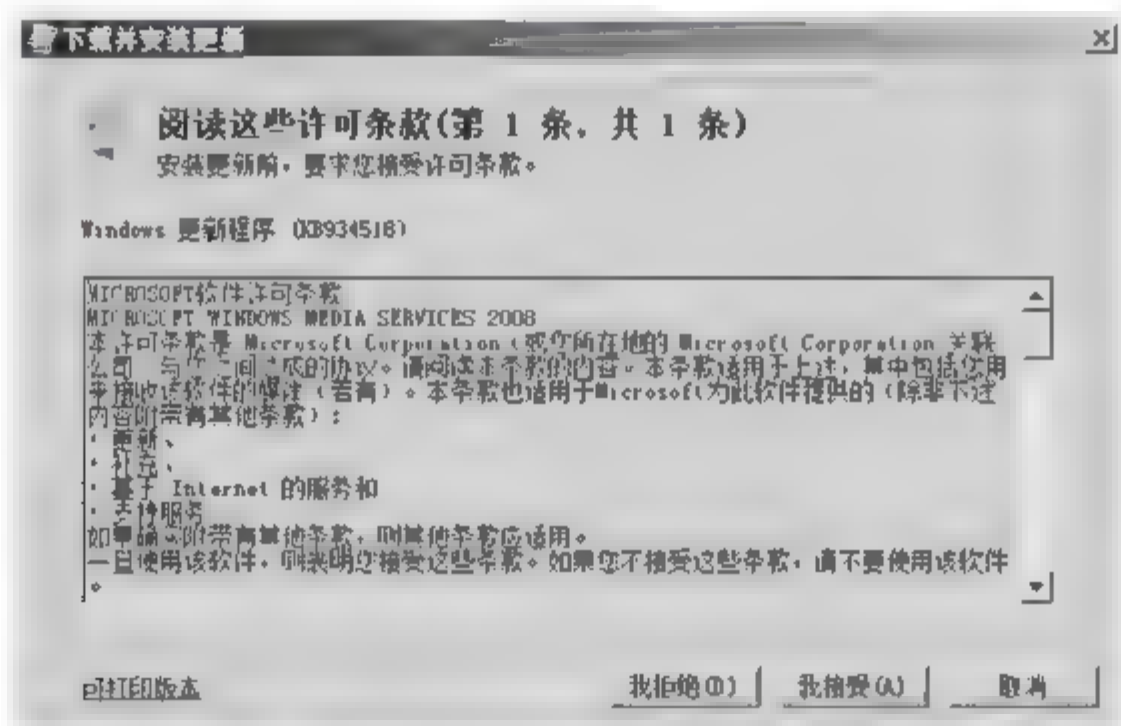 下载并安装更新
阅读这些许可条款(第 1 条，共 1 条)
安装更新前，要求您接受许可条款。
Windows 更新程序 (KB934518)
MICROSOFT软件许可条款
MICROSOFT WINDOWS MEDIA SERVICES 2008
本许可条款是 Microsoft Corporation（或您所在地的 Microsoft Corporation 关联
公司）与您之间达成的协议。请阅读本条款的内容。本条款适用于上述，其中包括您用
来接收该软件的媒体（若有）。本条款也适用于Microsoft为此软件提供的（除非下述
内容附带有其他条款）：
· 更新、
· 补充、
· 基于 Internet 的服务和
· 支持服务
如果确实附带有其他条款，则其他条款应适用。
一旦使用该软件，则表明您接受这些条款。如果您不接受这些条款，请不要使用该软件
。
可打印版本
我拒绝(D)
我接受(A)
取消